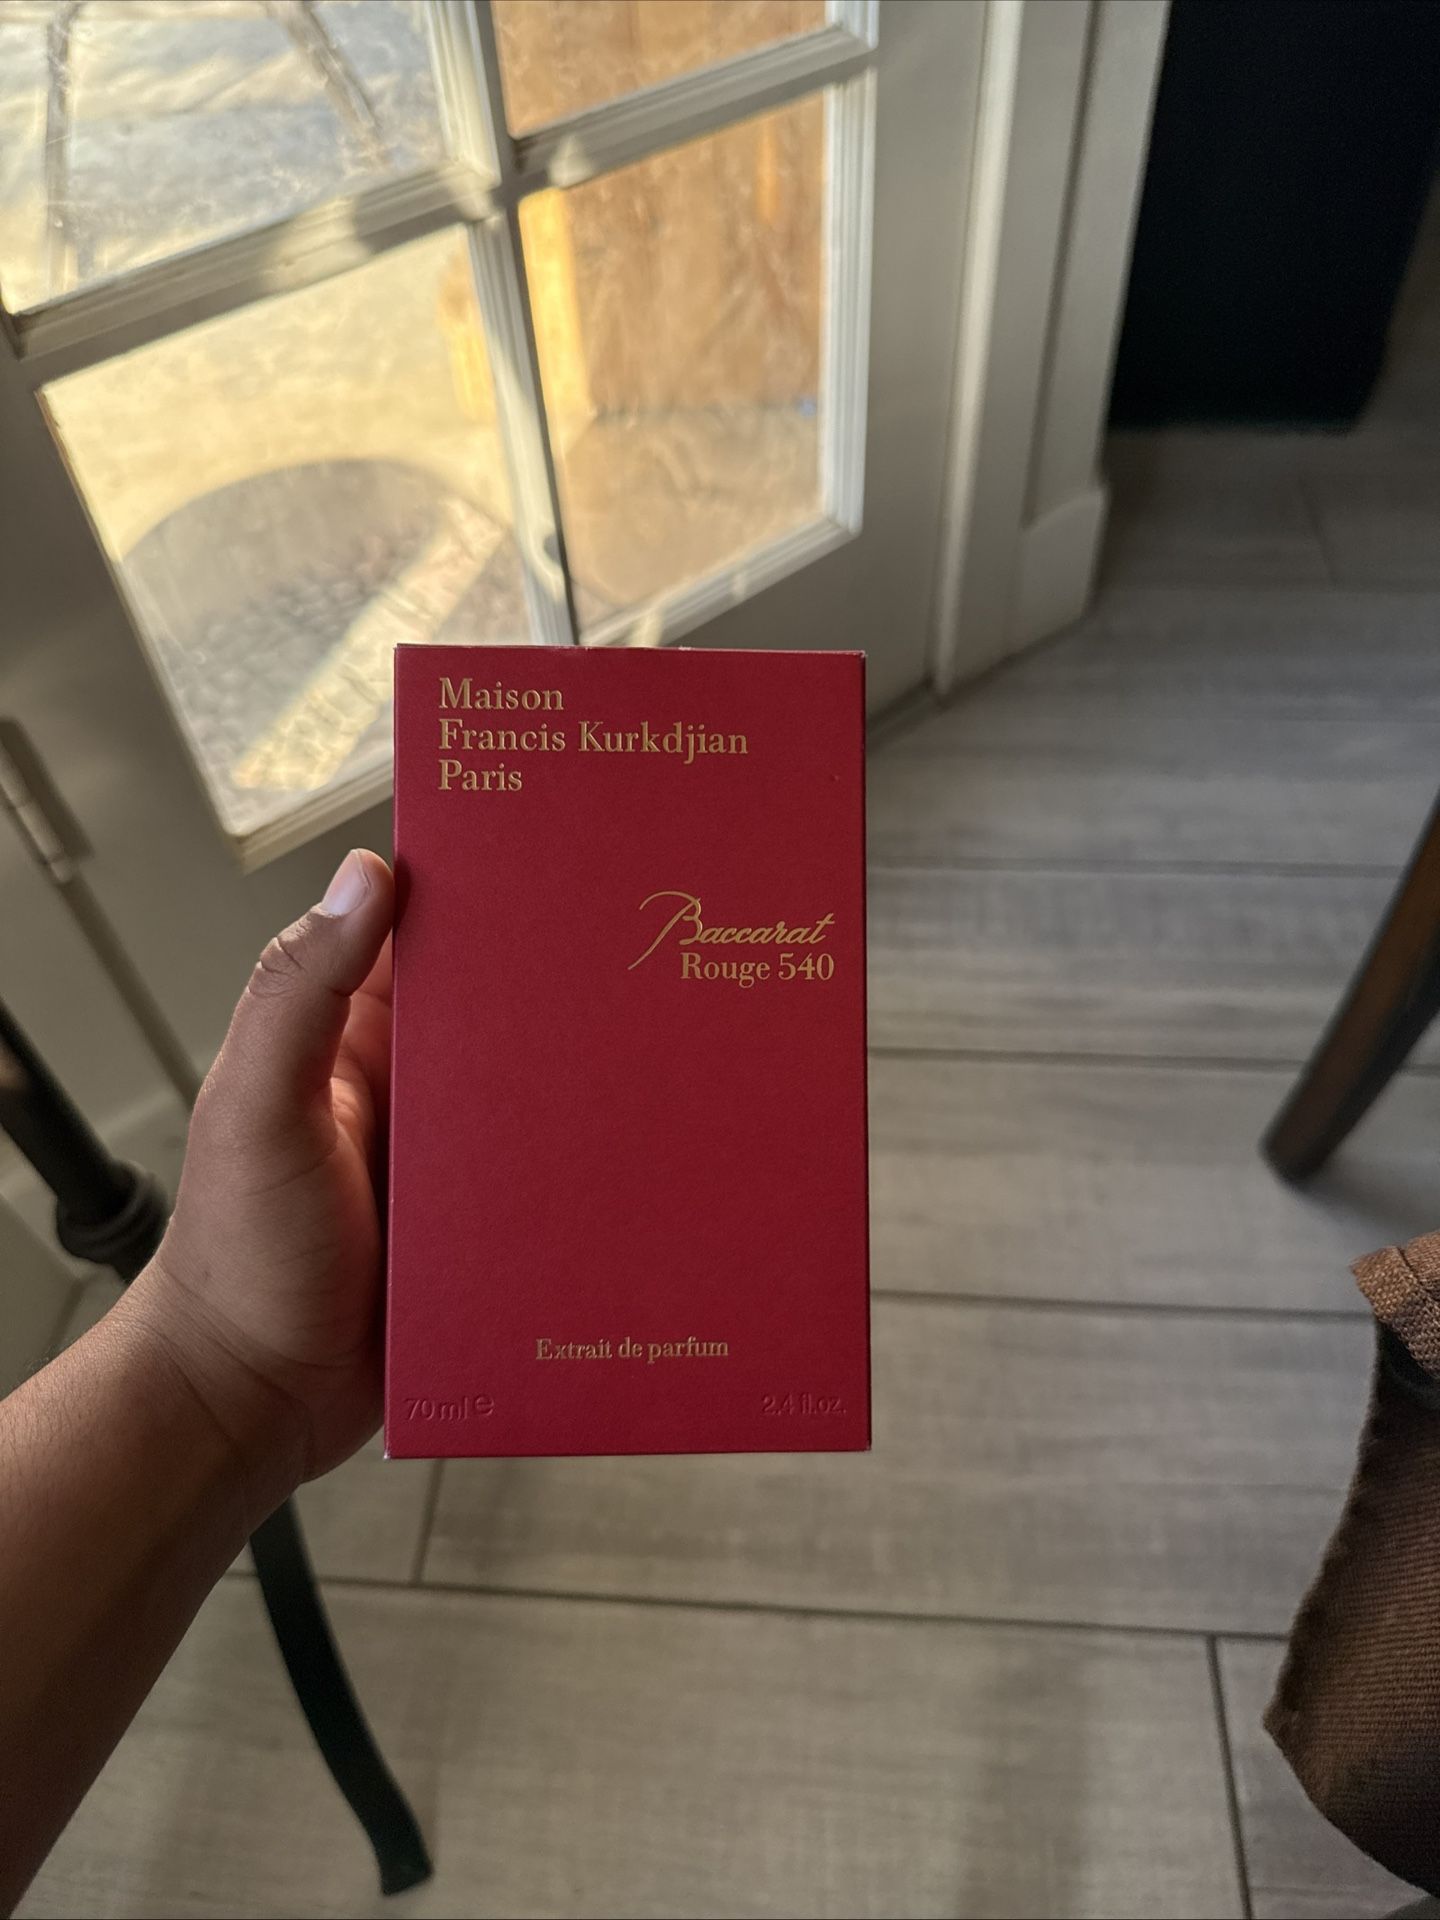 Maison
Francis Kurkdjian
Paris
Baccarat
Rouge 540
Extrait de parfum
70 ml ℮ 2.4 fl.oz.